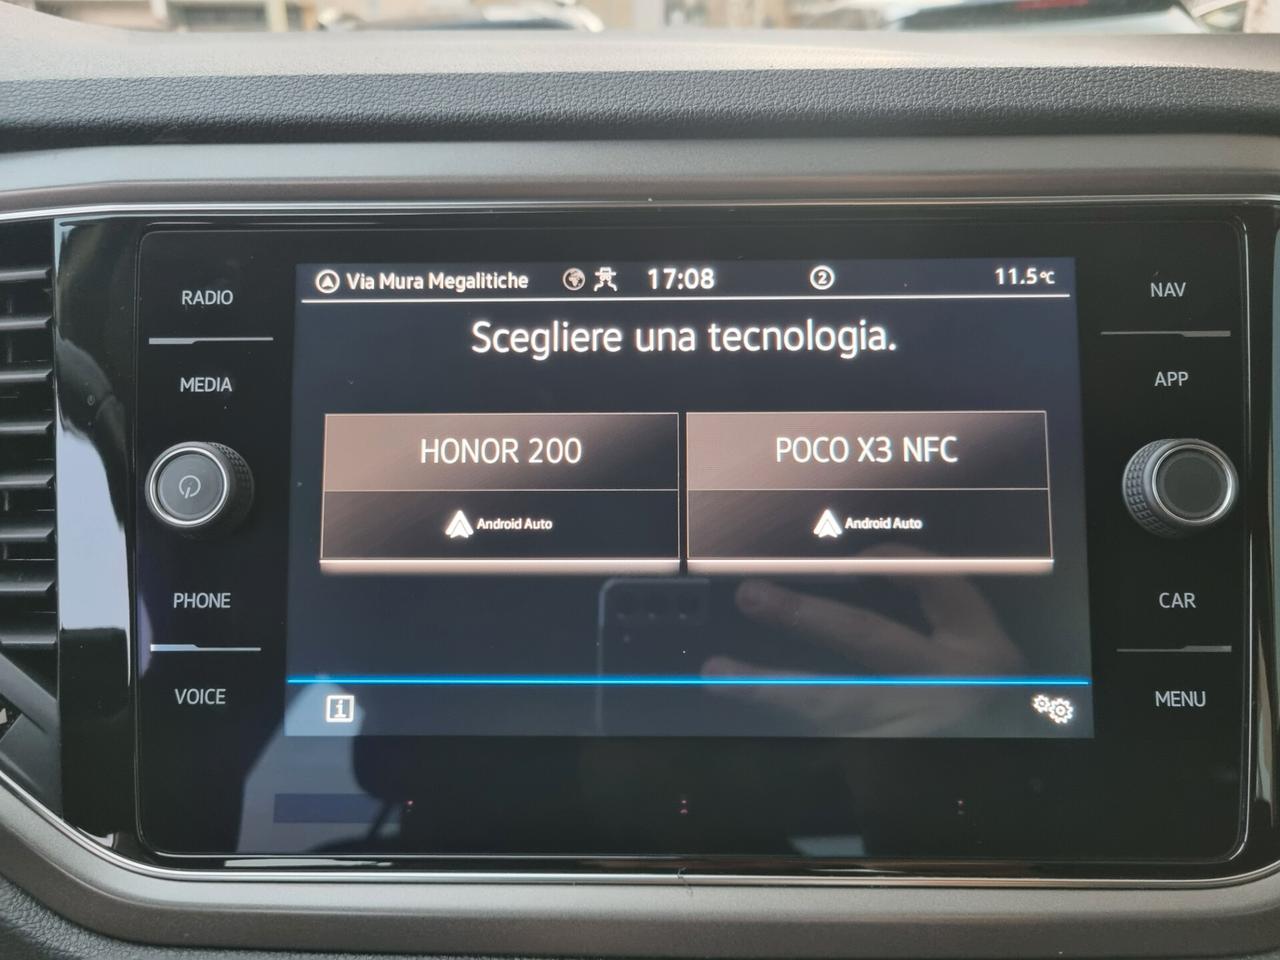 RADIO
MEDIA
PHONE
VOICE
Via Mura Megalitiche 17:08 2 11.5°C
Scegliere una tecnologia.
HONOR 200
Android Auto
POCO X3 NFC
Android Auto
i
NAV
APP
CAR
MENU